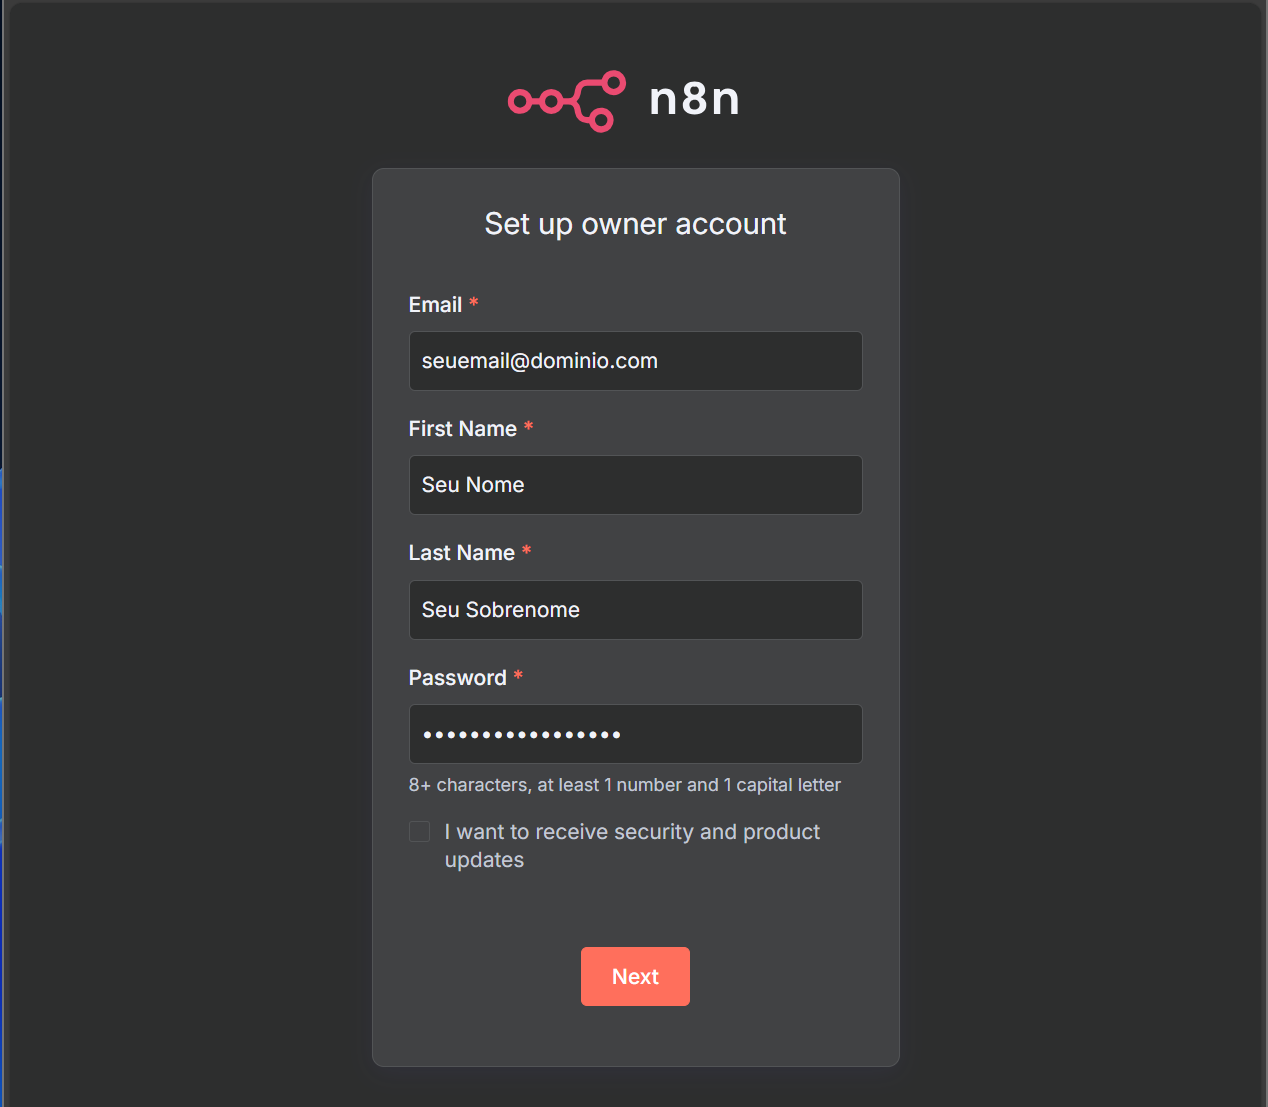 n8n
Set up owner account
Email *
seuemail@dominio.com
First Name *
Seu Nome
Last Name *
Seu Sobrenome
Password *
•••••••••••••••••
8+ characters, at least 1 number and 1 capital letter
I want to receive security and product
updates
Next